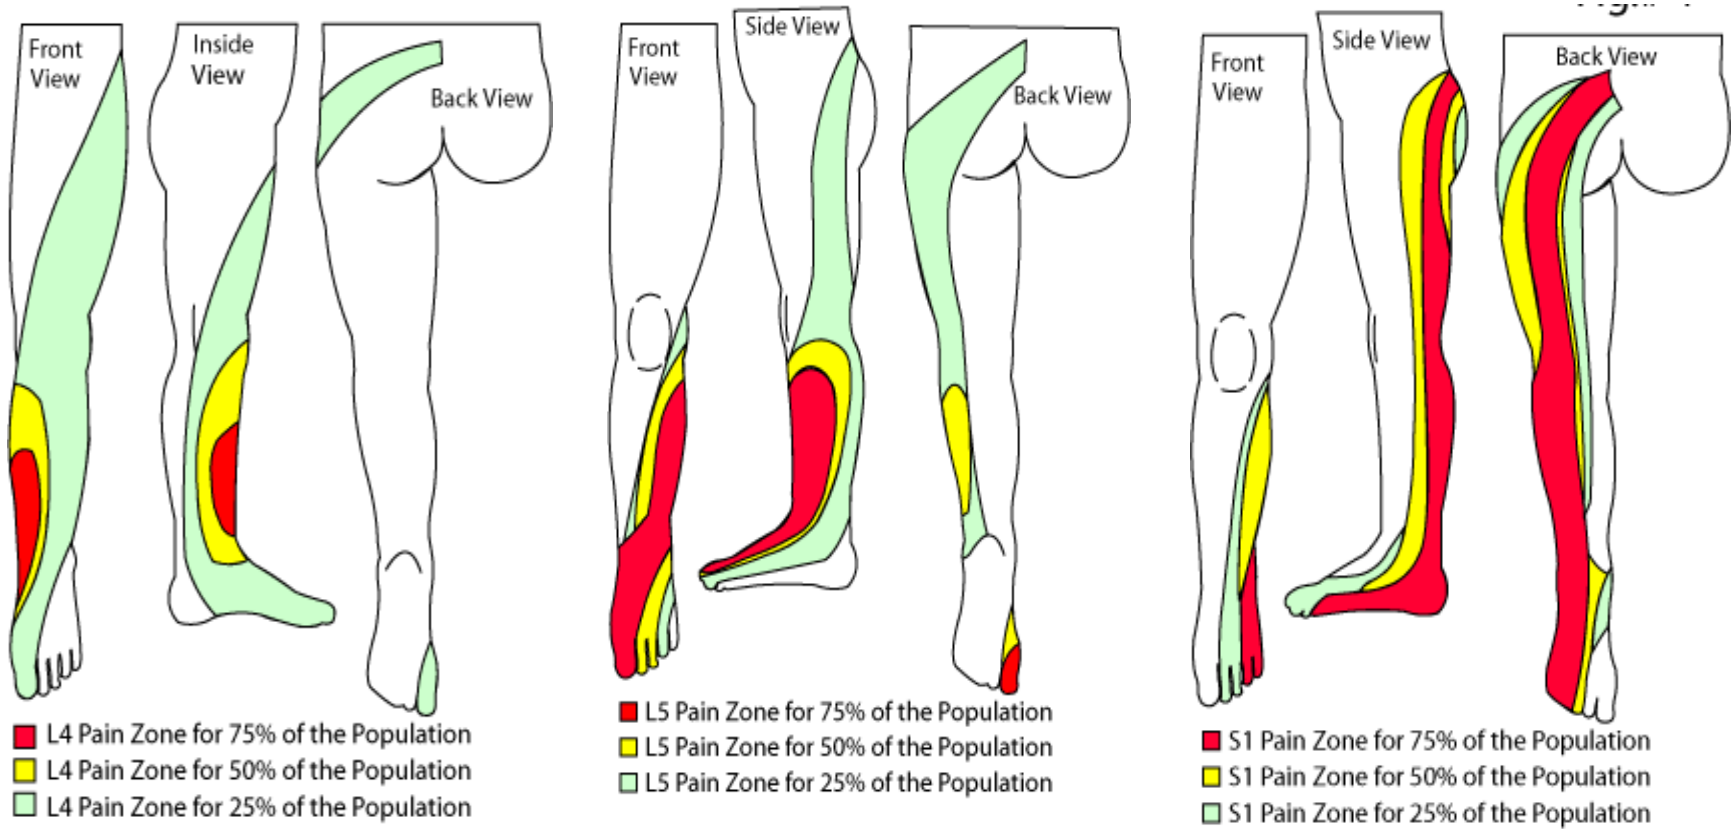 Front
View
Inside
View
Back View
L4 Pain Zone for 75% of the Population
L4 Pain Zone for 50% of the Population
L4 Pain Zone for 25% of the Population
Front
View
Side View
Back View
L5 Pain Zone for 75% of the Population
L5 Pain Zone for 50% of the Population
L5 Pain Zone for 25% of the Population
Front
View
Side View
Back View
S1 Pain Zone for 75% of the Population
S1 Pain Zone for 50% of the Population
S1 Pain Zone for 25% of the Population